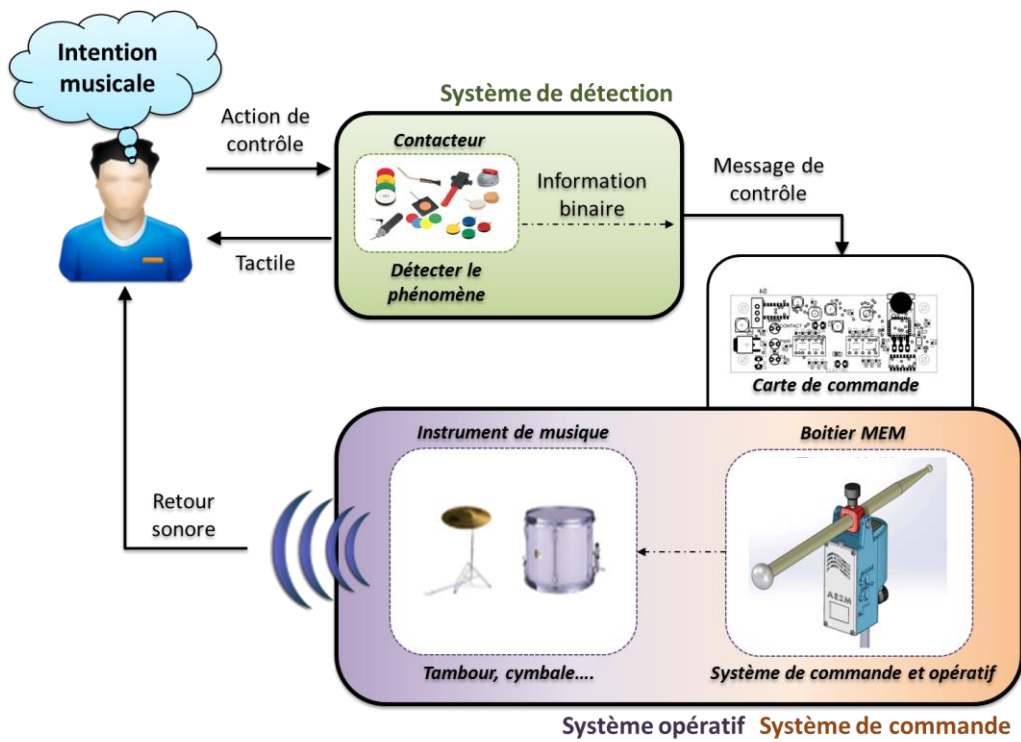 Intention
musicale
Système de détection
Action de
contrôle
Contacteur
Information
binaire
Message de
contrôle
Tactile
Détecter le
phénomène
Carte de commande
Instrument de musique
Boitier MEM
Retour
sonore
Tambour, cymbale....
Système de commande et opératif
Système opératif Système de commande